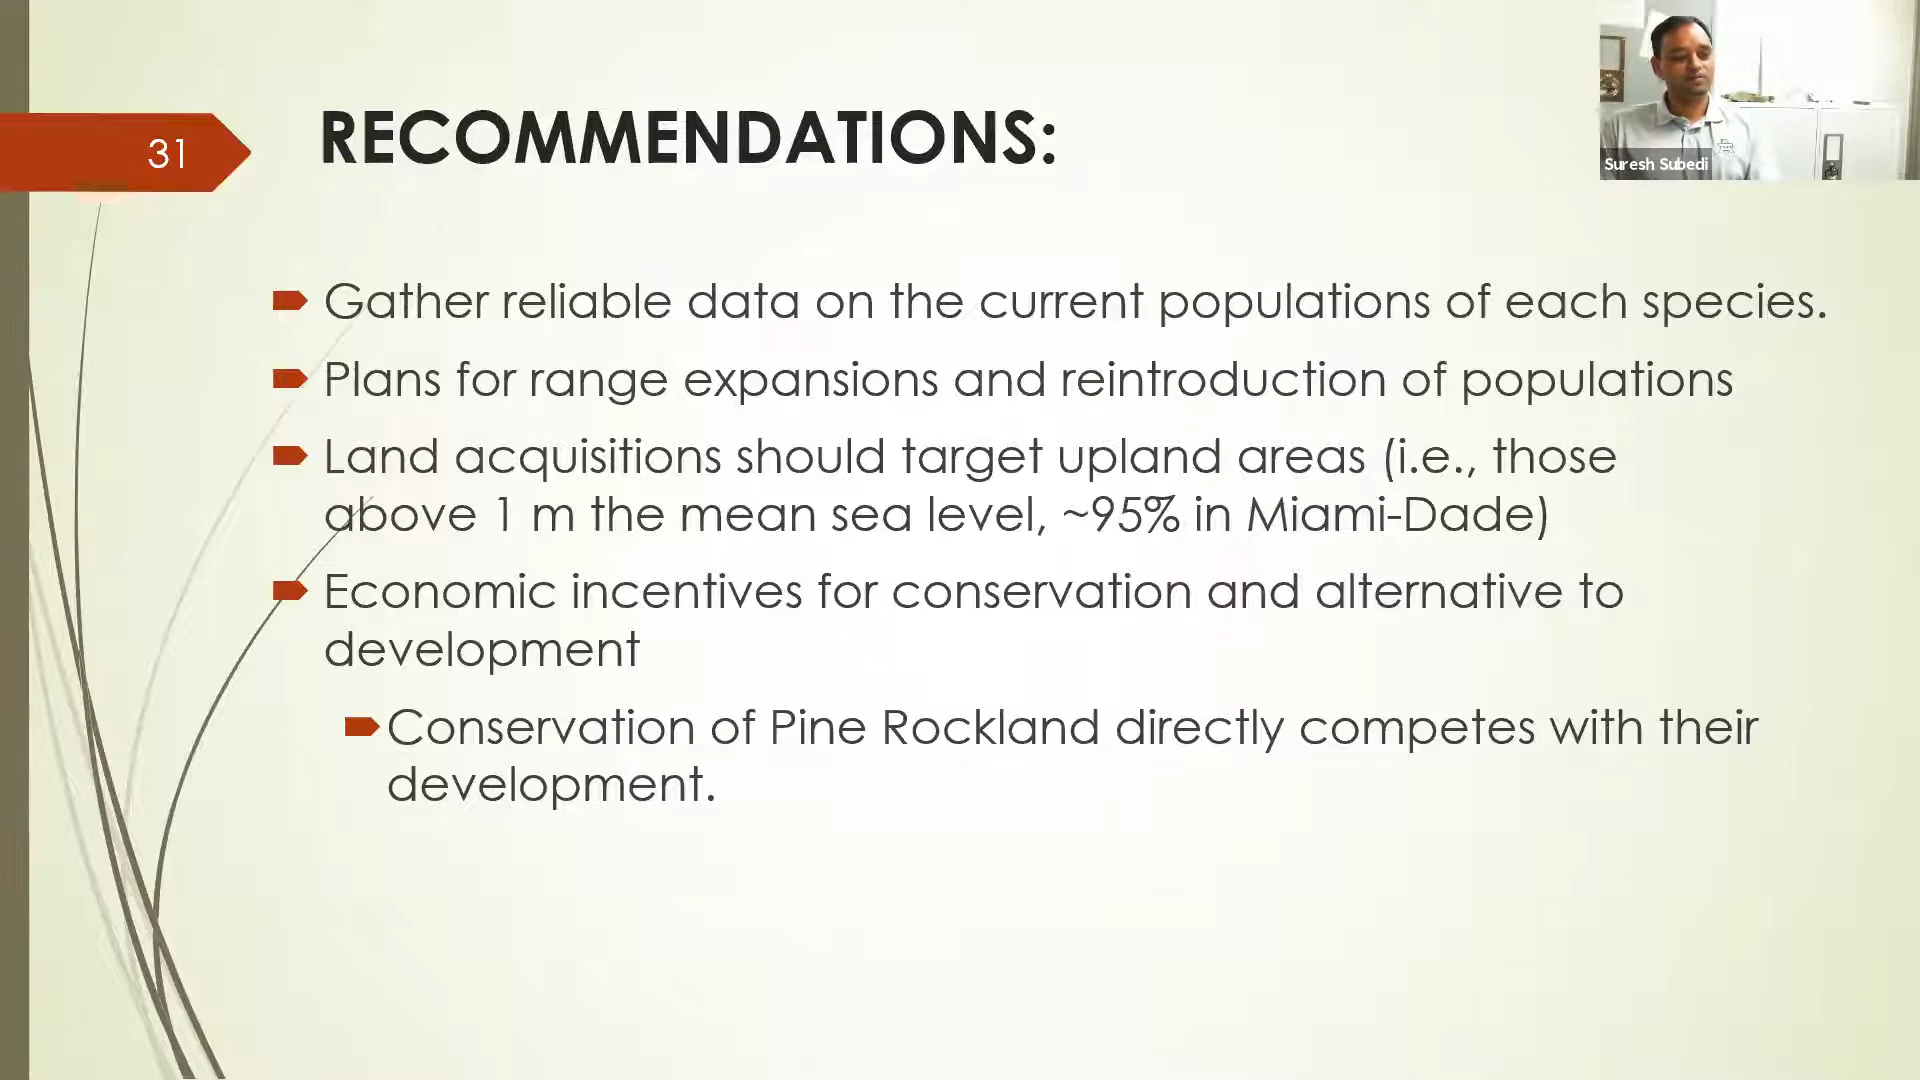 31
RECOMMENDATIONS:
Suresh Subedi
Gather reliable data on the current populations of each species.
Plans for range expansions and reintroduction of populations
Land acquisitions should target upland areas (i.e., those
above 1 m the mean sea level, ~95% in Miami-Dade)
Economic incentives for conservation and alternative to
development
Conservation of Pine Rockland directly competes with their
development.